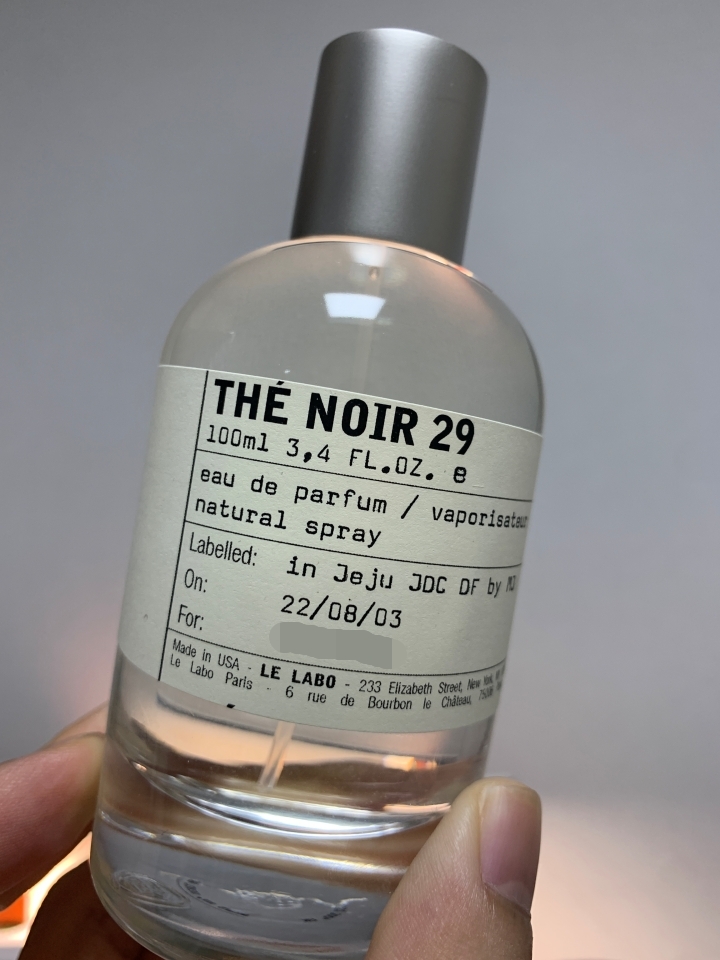 THÉ NOIR 29
100ml 3,4 FL.OZ. e
eau de parfum / vaporisateur
natural spray
Labelled: in Jeju JDC DF by MJ
On: 22/08/03
For:
Made in USA - LE LABO - 233 Elizabeth Street, New York, NY
Le Labo Paris - 6 rue de Bourbon le Château,